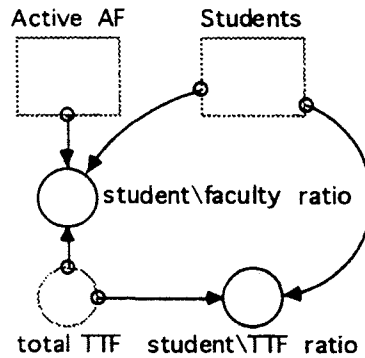 Active AF
Students
student\faculty ratio
total TTF
student\TTF ratio